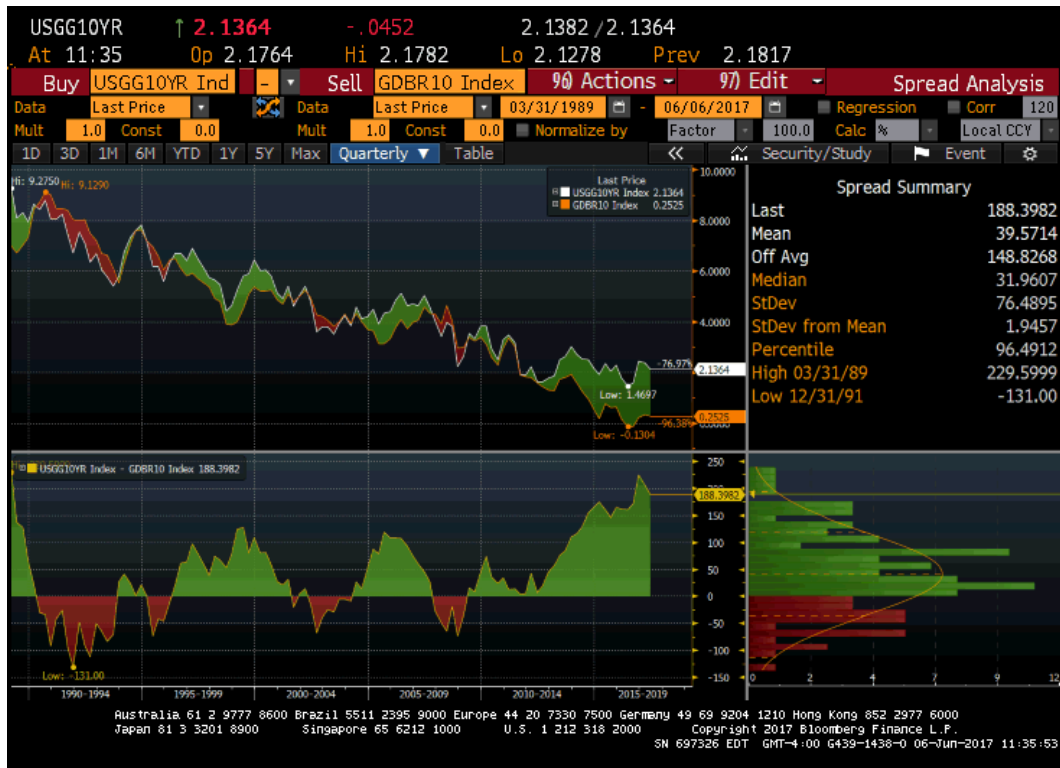 USGG10YR ↑ 2.1364 -.0452 2.1382 / 2.1364
At 11:35 Op 2.1764 Hi 2.1782 Lo 2.1278 Prev 2.1817
Buy USGG10YR Ind - Sell GDBR10 Index 96) Actions 97) Edit Spread Analysis
Data Last Price Data Last Price 03/31/1989 - 06/06/2017 Regression Corr 120
Mult 1.0 Const 0.0 Mult 1.0 Const 0.0 Normalize by Factor 100.0 Calc % Local CCY
1D 3D 1M 6M YTD 1Y 5Y Max Quarterly ▼ Table « Security/Study Event
Hi: 9.2750 Hi: 9.1290
Last Price
USGG10YR Index 2.1364
GDBR10 Index 0.2525
10.0000
8.0000
6.0000
4.0000
-76.97%
2.1364
Low: 1.4697
0.2525
-96.38%
0.0000
Low: -0.1304
Spread Summary
Last 188.3982
Mean 39.5714
Off Avg 148.8268
Median 31.9607
StDev 76.4895
StDev from Mean 1.9457
Percentile 96.4912
High 03/31/89 229.5999
Low 12/31/91 -131.00
USGG10YR Index - GDBR10 Index 188.3982
250
188.3982
150
100
50
0
-50
-100
-150
Low: -131.00
1990-1994 1995-1999 2000-2004 2005-2009 2010-2014 2015-2019
0 2 4 7 9 12
Australia 61 2 9777 8600 Brazil 5511 2395 9000 Europe 44 20 7330 7500 Germany 49 69 9204 1210 Hong Kong 852 2977 6000
Japan 81 3 3201 8900 Singapore 65 6212 1000 U.S. 1 212 318 2000 Copyright 2017 Bloomberg Finance L.P.
SN 697326 EDT GMT-4:00 G439-1438-0 06-Jun-2017 11:35:53